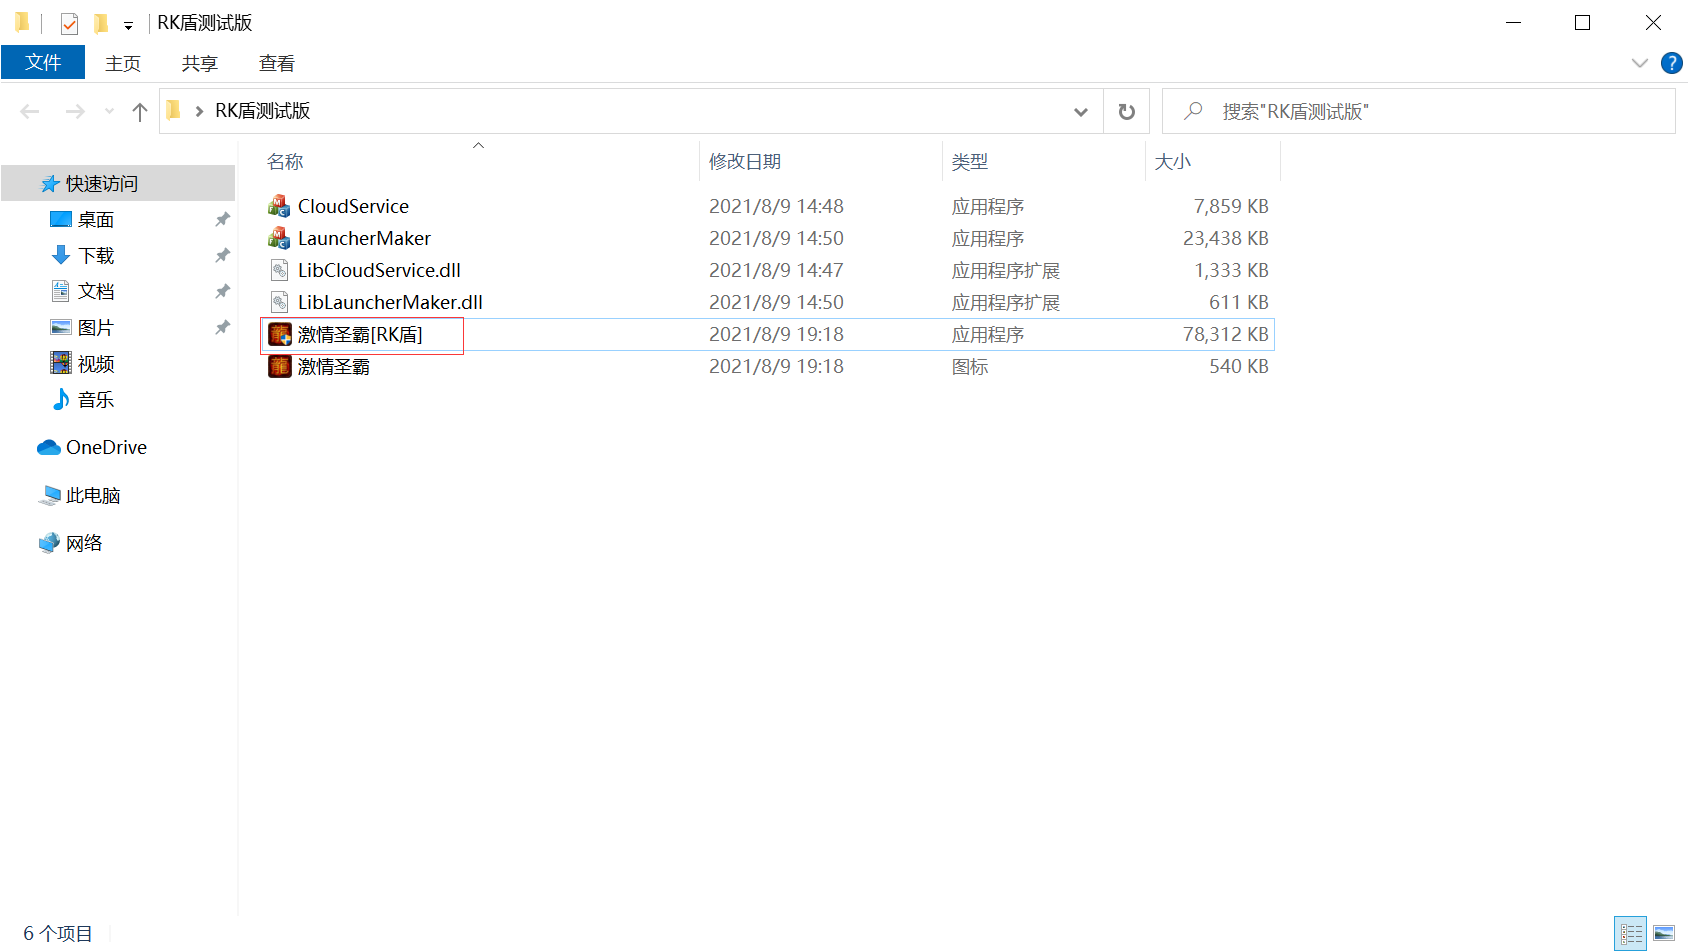 RK盾测试版
文件 主页 共享 查看
RK盾测试版
搜索"RK盾测试版"
名称 修改日期 类型 大小
快速访问
桌面
下载
文档
图片
视频
音乐
OneDrive
此电脑
网络
CloudService 2021/8/9 14:48 应用程序 7,859 KB
LauncherMaker 2021/8/9 14:50 应用程序 23,438 KB
LibCloudService.dll 2021/8/9 14:47 应用程序扩展 1,333 KB
LibLauncherMaker.dll 2021/8/9 14:50 应用程序扩展 611 KB
激情圣霸[RK盾] 2021/8/9 19:18 应用程序 78,312 KB
激情圣霸 2021/8/9 19:18 图标 540 KB
6 个项目